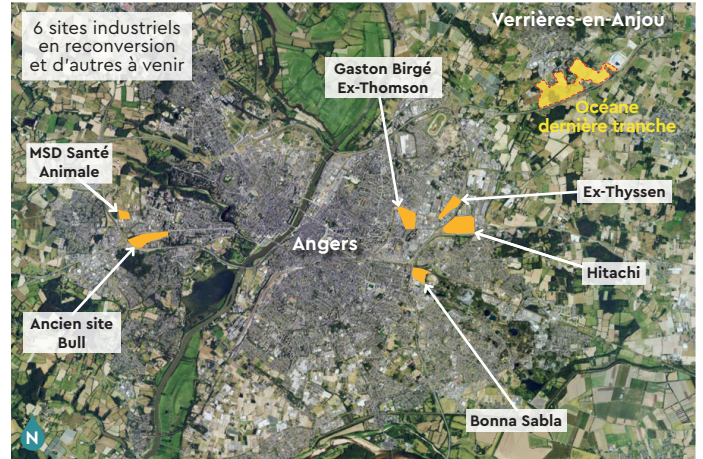 6 sites industriels
en reconversion
et d'autres à venir
Verrières-en-Anjou
Gaston Birgé
Ex-Thomson
Océane
dernière tranche
MSD Santé
Animale
Ex-Thyssen
Angers
Hitachi
Ancien site
Bull
Bonna Sabla
N